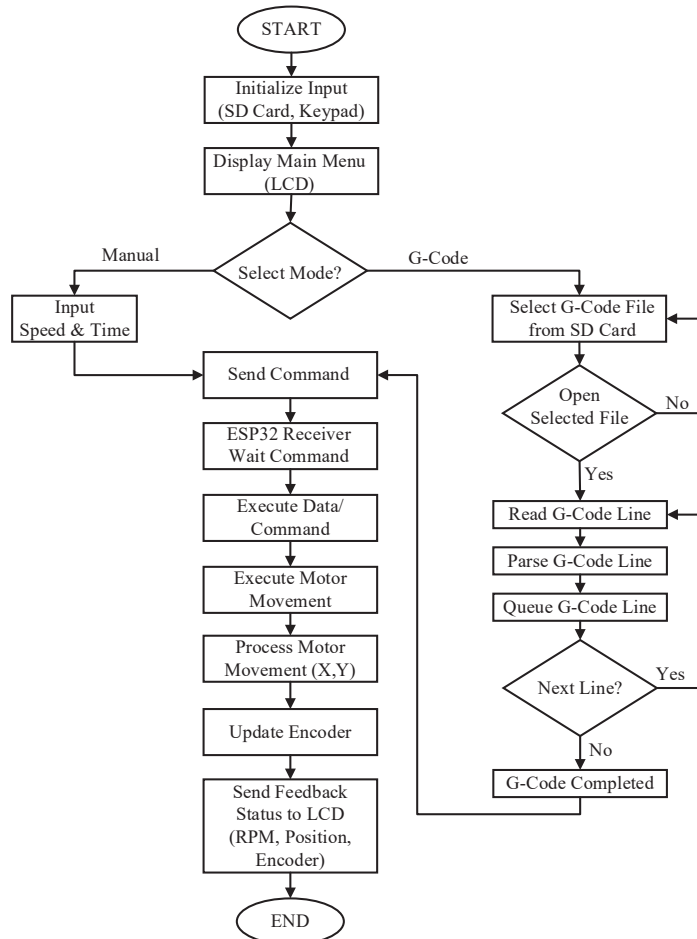 START
Initialize Input
(SD Card, Keypad)
Display Main Menu
(LCD)
Select Mode?
Manual
G-Code
Input
Speed & Time
Select G-Code File
from SD Card
Send Command
Open
Selected File
No
Yes
ESP32 Receiver
Wait Command
Execute Data/
Command
Execute Motor
Movement
Process Motor
Movement (X,Y)
Update Encoder
Send Feedback
Status to LCD
(RPM, Position,
Encoder)
END
Read G-Code Line
Parse G-Code Line
Queue G-Code Line
Next Line?
Yes
No
G-Code Completed